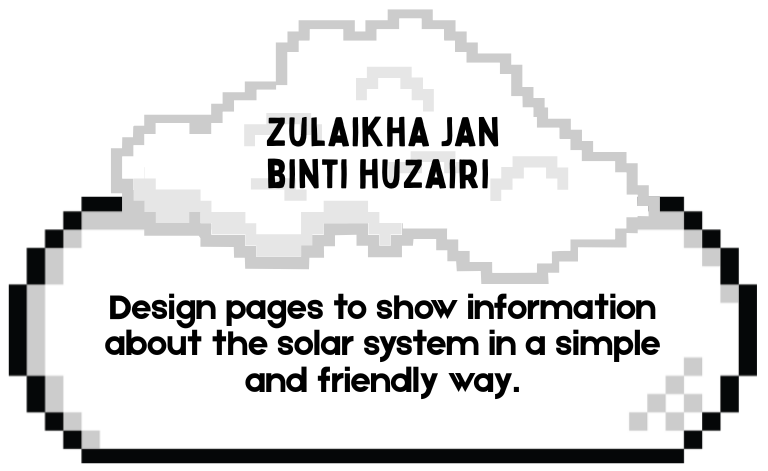 ZULAIKHA JAN
BINTI HUZAIRI
Design pages to show information
about the solar system in a simple
and friendly way.